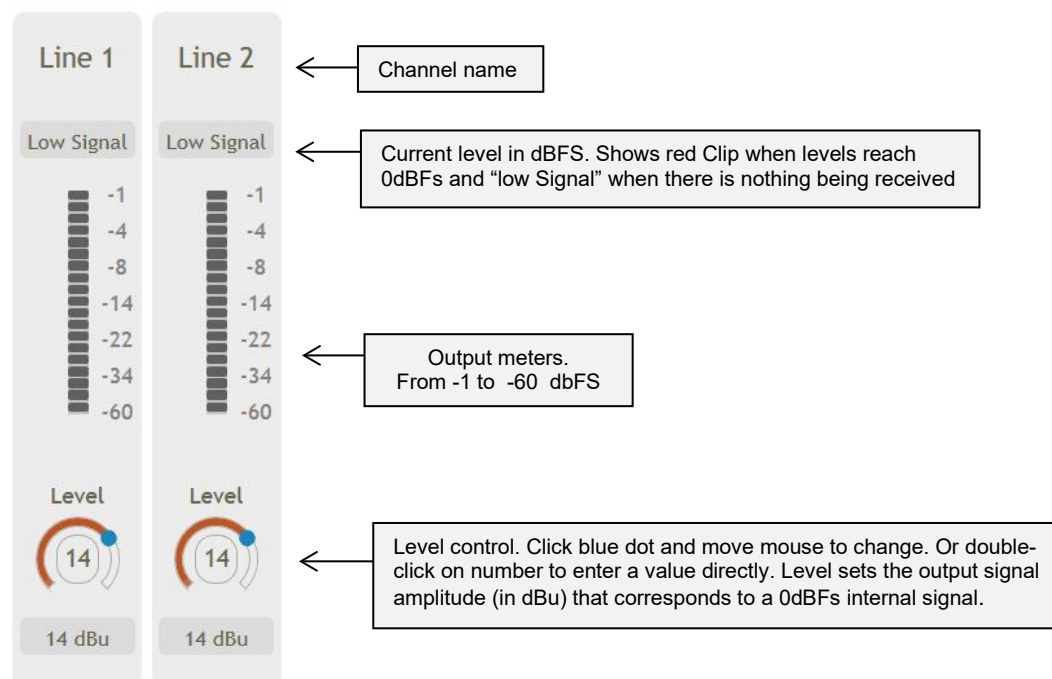 Line 1
Line 2
Channel name
Low Signal
Low Signal
Current level in dBFS. Shows red Clip when levels reach
0dBFs and “low Signal” when there is nothing being received
-1
-4
-8
-14
-22
-34
-60
-1
-4
-8
-14
-22
-34
-60
Output meters.
From -1 to -60 dbFS
Level
Level
14
14
Level control. Click blue dot and move mouse to change. Or double-
click on number to enter a value directly. Level sets the output signal
amplitude (in dBu) that corresponds to a 0dBFs internal signal.
14 dBu
14 dBu